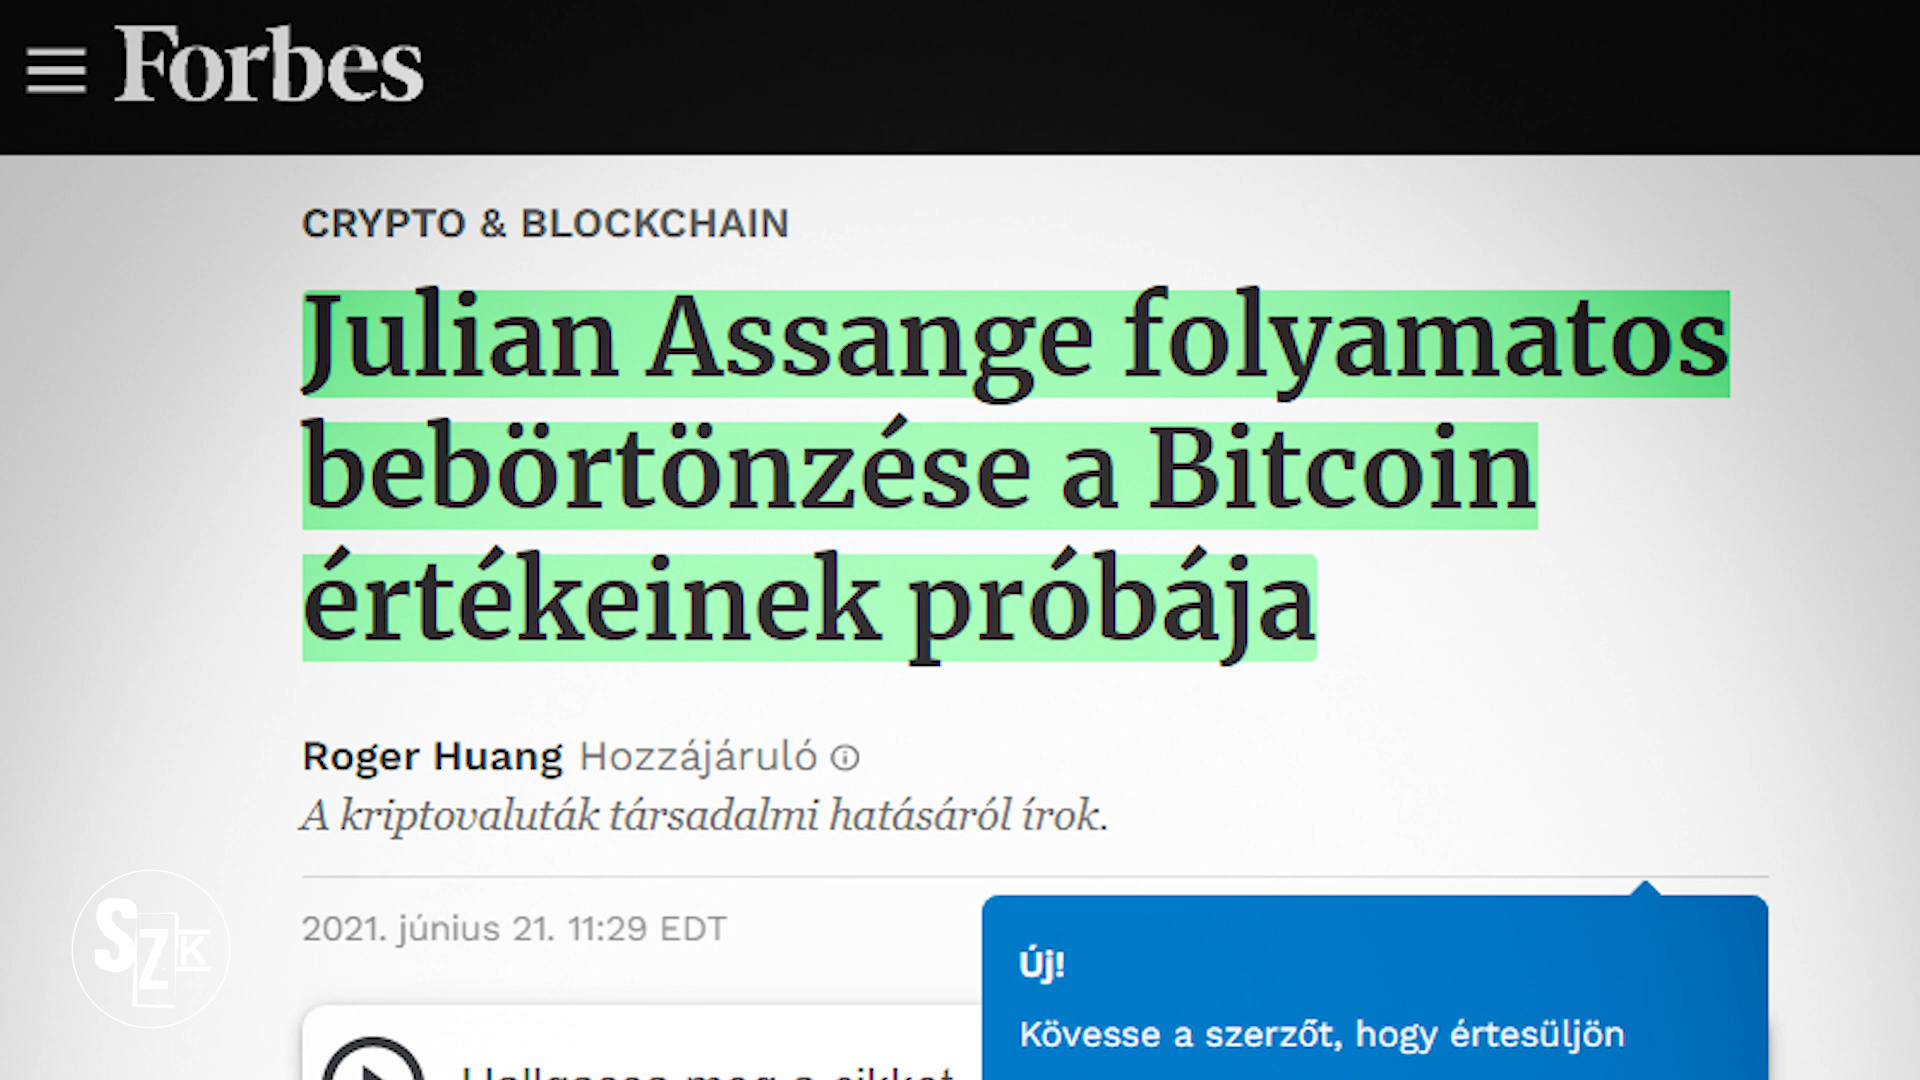 Forbes
CRYPTO & BLOCKCHAIN
Julian Assange folyamatos
bebörtönzése a Bitcoin
értékeinek próbája
Roger Huang Hozzájáruló
A kriptovaluták társadalmi hatásáról írok.
2021. június 21. 11:29 EDT
Új!
Kövesse a szerzőt, hogy értesüljön
SZK